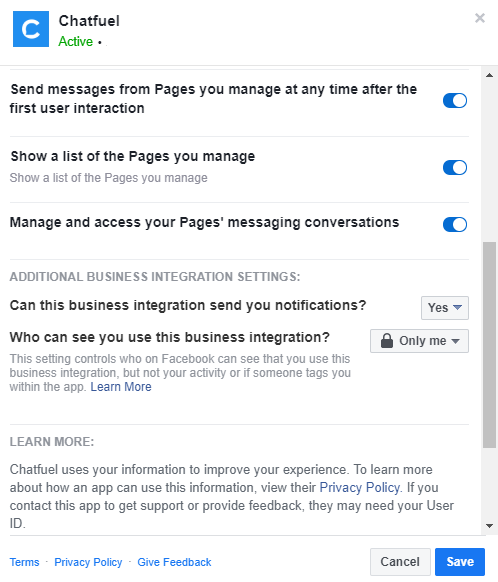 Chatfuel
Active •
Send messages from Pages you manage at any time after the
first user interaction
Show a list of the Pages you manage
Show a list of the Pages you manage
Manage and access your Pages' messaging conversations
ADDITIONAL BUSINESS INTEGRATION SETTINGS:
Can this business integration send you notifications?
Yes
Who can see you use this business integration?
Only me
This setting controls who on Facebook can see that you use this
business integration, but not your activity or if someone tags you
within the app. Learn More
LEARN MORE:
Chatfuel uses your information to improve your experience. To learn more
about how an app can use this information, view their Privacy Policy. If you
contact this app to get support or provide feedback, they may need your User
ID.
Terms · Privacy Policy · Give Feedback
Cancel
Save